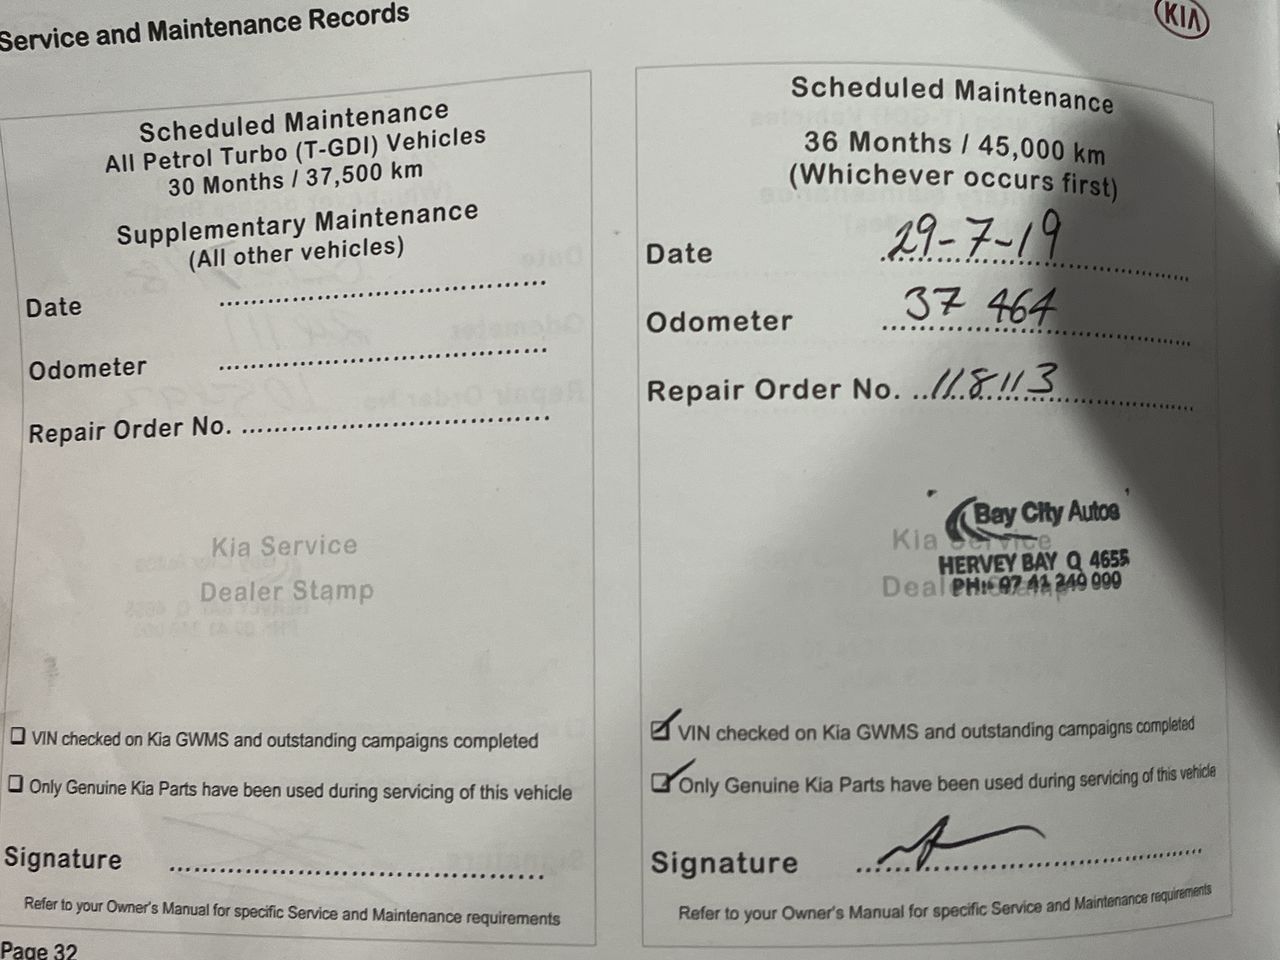 Service and Maintenance Records
KIA
Scheduled Maintenance
All Petrol Turbo (T-GDI) Vehicles
30 Months / 37,500 km
Supplementary Maintenance
(All other vehicles)
Date
Odometer
Repair Order No.
Kia Service
Dealer Stamp
❑ VIN checked on Kia GWMS and outstanding campaigns completed
❑ Only Genuine Kia Parts have been used during servicing of this vehicle
Signature
Refer to your Owner's Manual for specific Service and Maintenance requirements
Page 32
Scheduled Maintenance
36 Months / 45,000 km
(Whichever occurs first)
Date 29-7-19
Odometer 37 464
Repair Order No. 118113
Bay City Autos
Kia Service
HERVEY BAY Q 4655
PH: 07 41 249 000
VIN checked on Kia GWMS and outstanding campaigns completed
Only Genuine Kia Parts have been used during servicing of this vehicle
Signature
Refer to your Owner's Manual for specific Service and Maintenance requirements